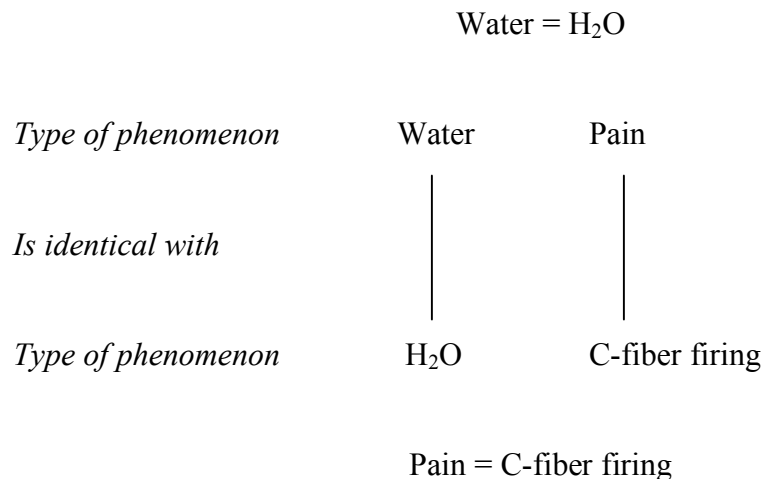 Water = H₂O
Type of phenomenon Water Pain
Is identical with
Type of phenomenon H₂O C-fiber firing
Pain = C-fiber firing